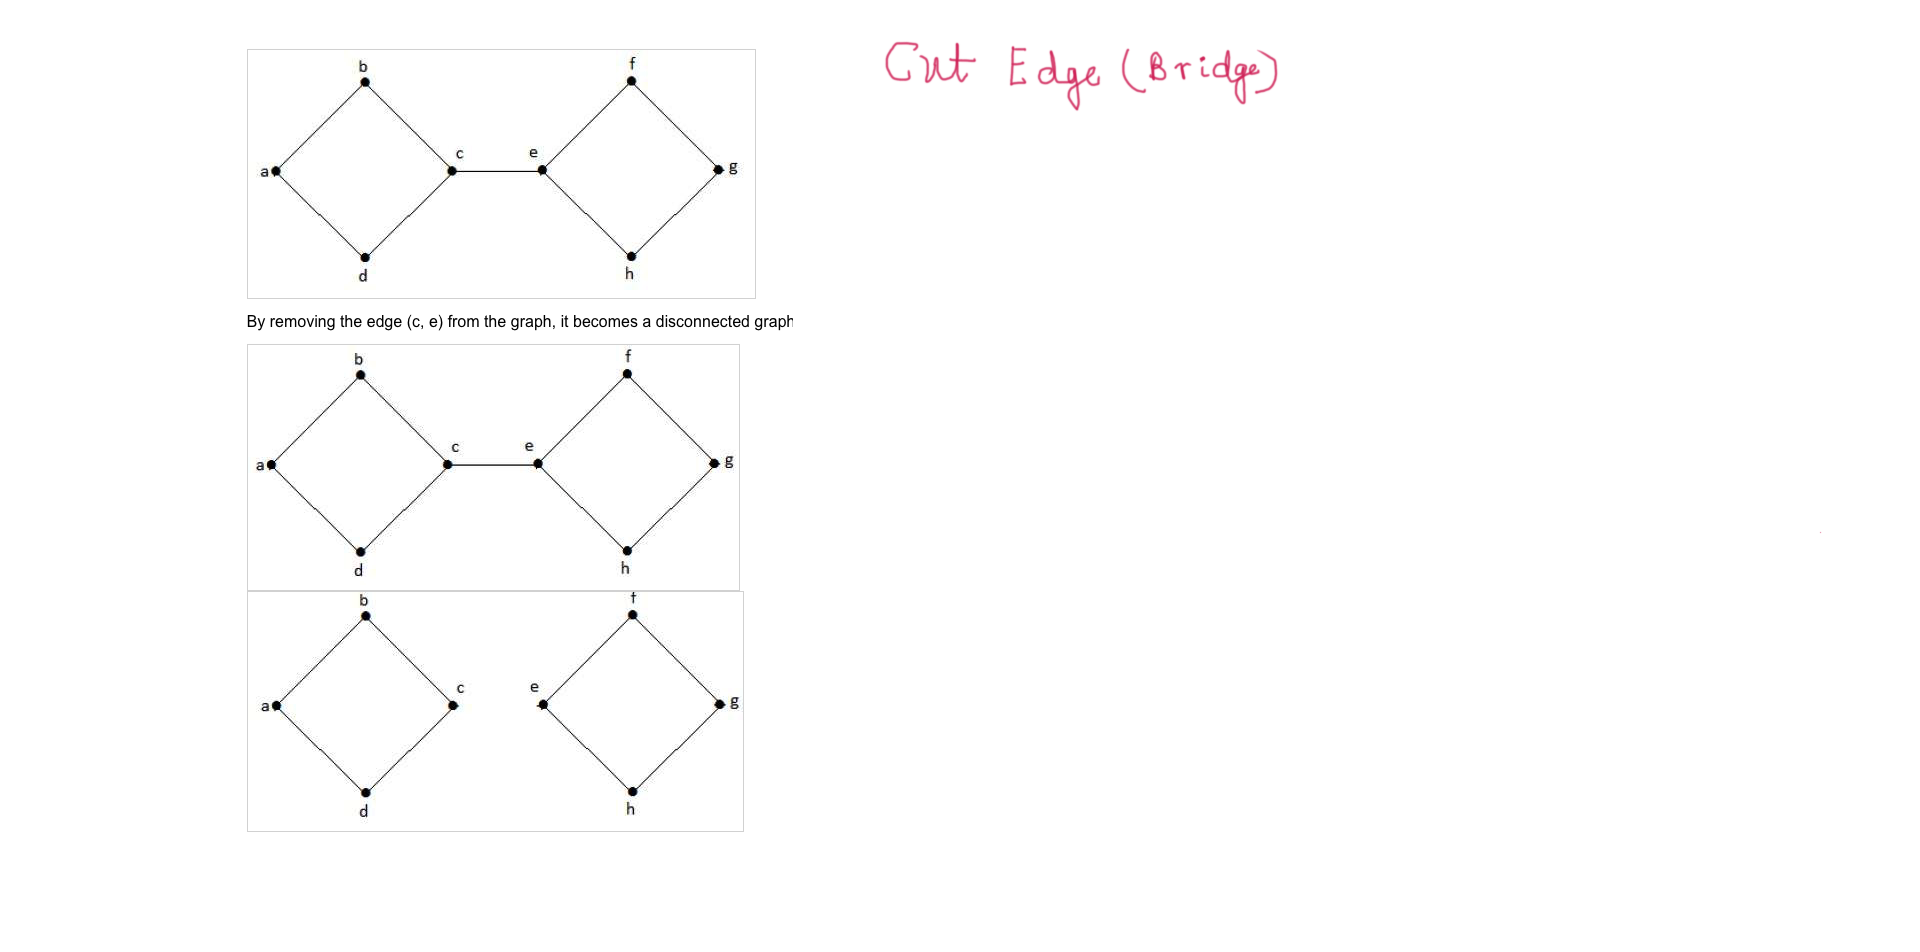 Cut Edge (Bridge)
b f
c e
a g
d h
By removing the edge (c, e) from the graph, it becomes a disconnected graph
b f
c e
a g
d h
b f
c e
a g
d h